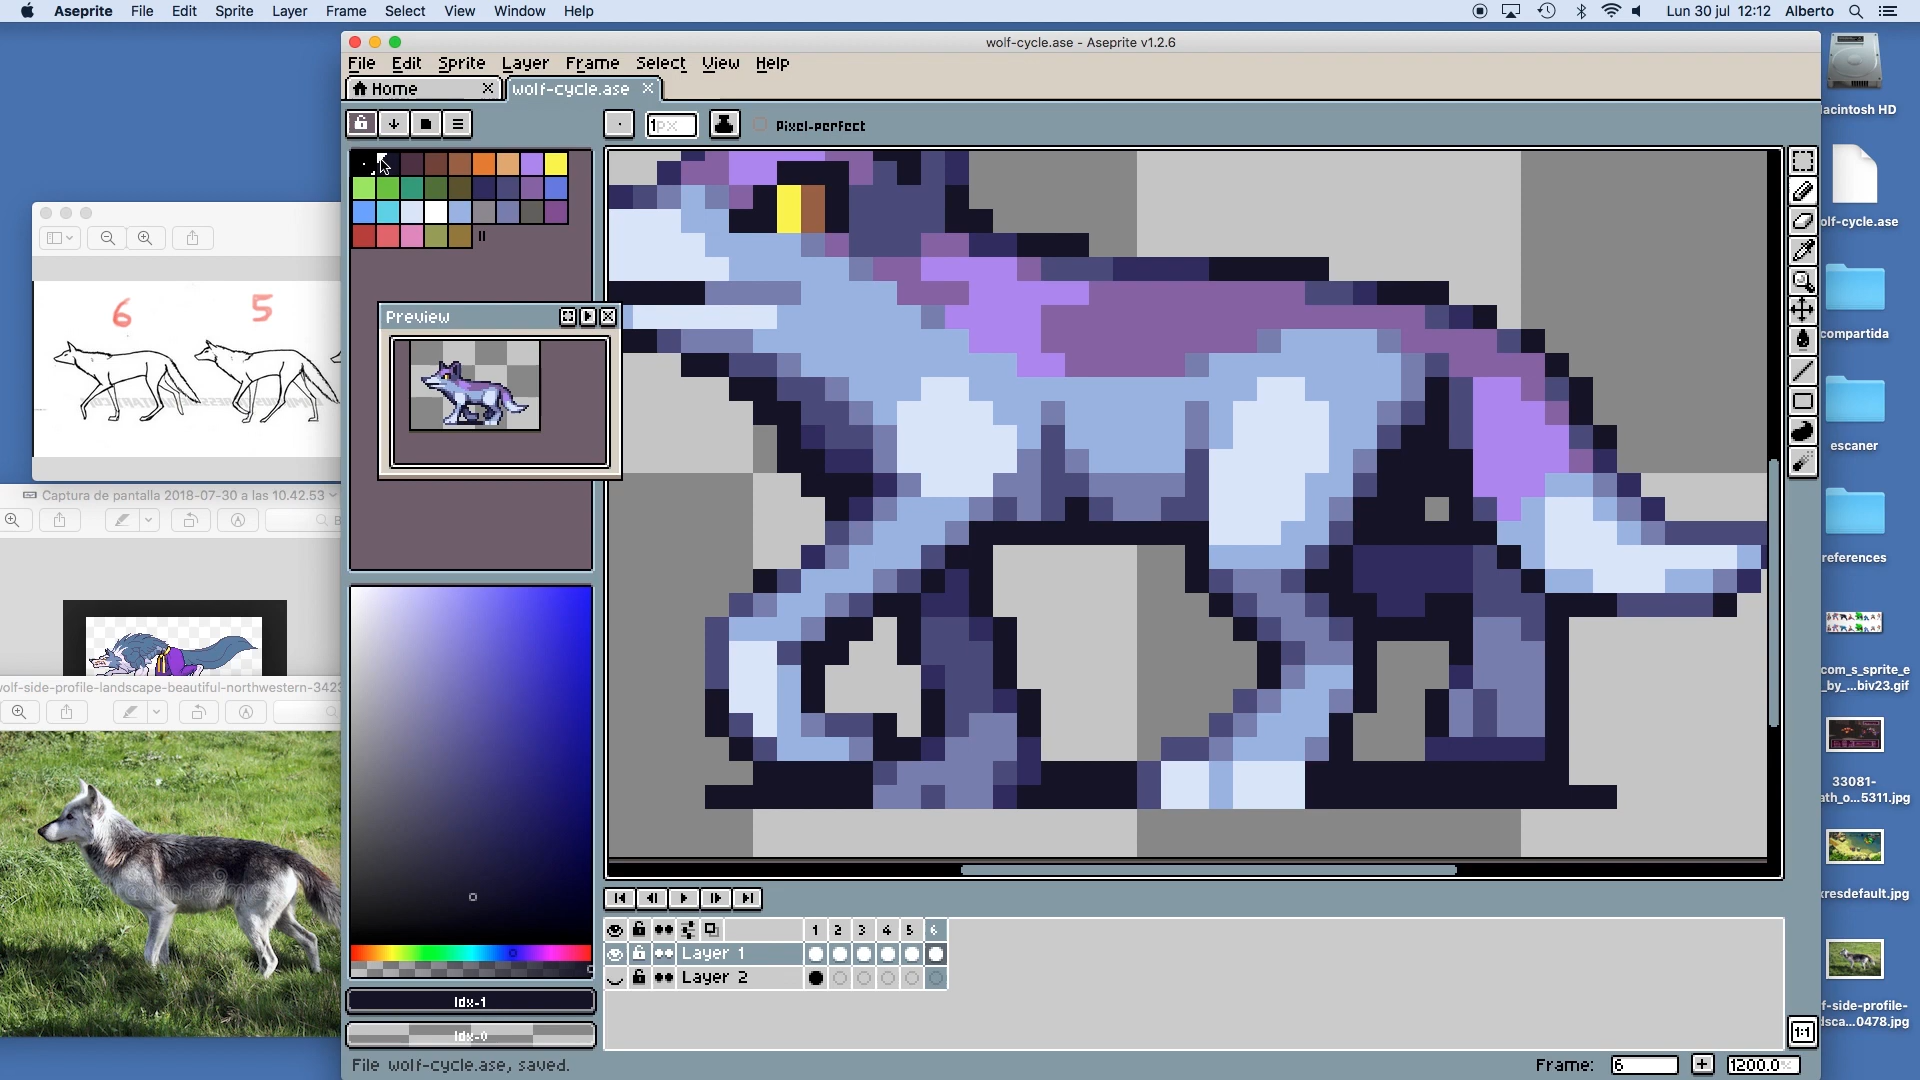 Aseprite File Edit Sprite Layer Frame Select View Window Help
Lun 30 jul 12:12 Alberto
wolf-cycle.ase - Aseprite v1.2.6
File Edit Sprite Layer Frame Select View Help
Home
wolf-cycle.ase
1px
Pixel-perfect
6 5
Preview
Captura de pantalla 2018-07-30 a las 10.42.53
wolf-side-profile-landscape-beautiful-northwestern-3423
1 2 3 4 5 6
Layer 1
Layer 2
Idx-1
Idx-0
File wolf-cycle.ase, saved.
Frame: 6
1200.0
1:1
acintosh HD
olf-cycle.ase
compartida
escaner
references
com_s_sprite_e
_by_...biv23.gif
33081-
ath_o...5311.jpg
xresdefault.jpg
f-side-profile-
dsca...0478.jpg